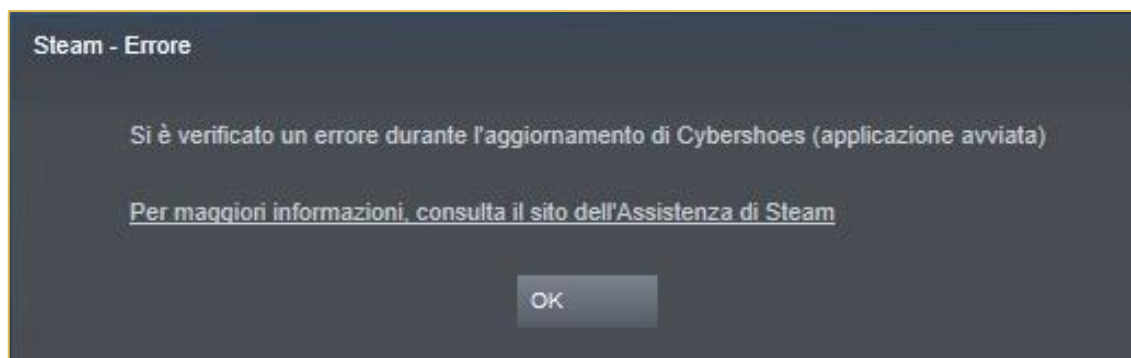 Steam - Errore
Si è verificato un errore durante l'aggiornamento di Cybershoes (applicazione avviata)
Per maggiori informazioni, consulta il sito dell'Assistenza di Steam
OK